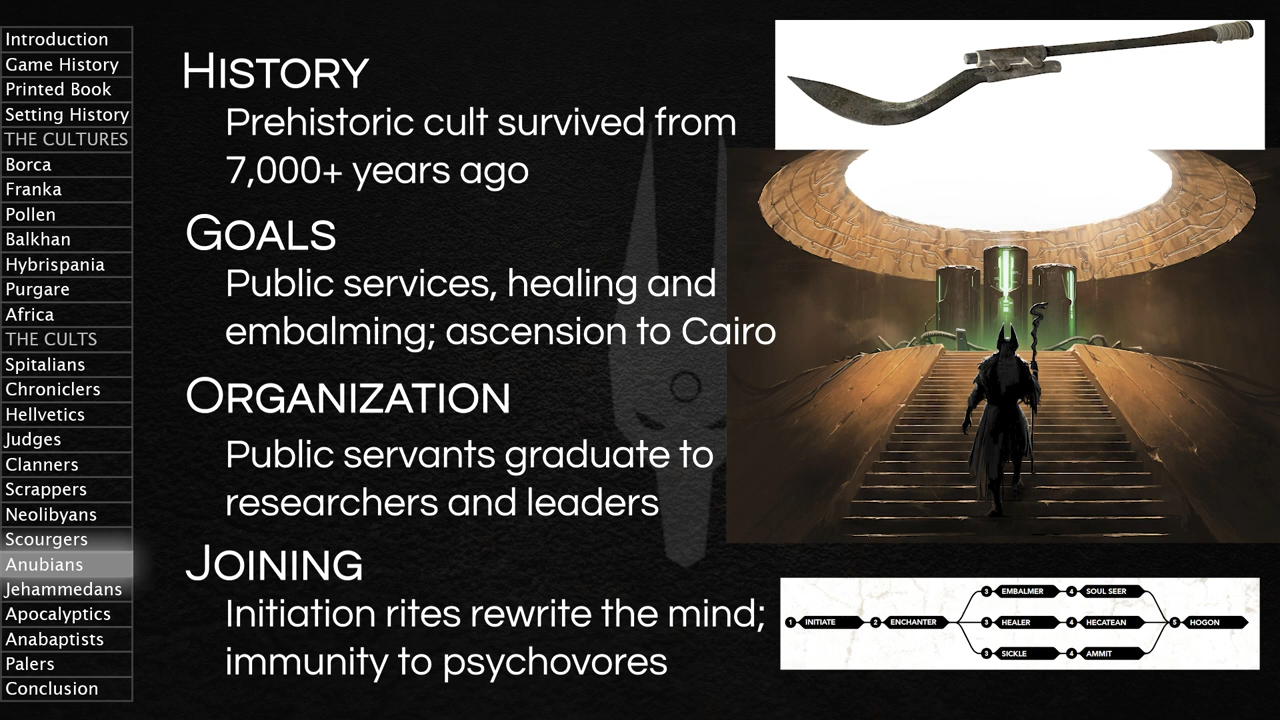 Introduction
Game History
Printed Book
Setting History
THE CULTURES
Borca
Franka
Pollen
Balkhan
Hybrispania
Purgare
Africa
THE CULTS
Spitalians
Chroniclers
Hellvetics
Judges
Clanners
Scrappers
Neolibyans
Scourgers
Anubians
Jehammedans
Apocalyptics
Anabaptists
Palers
Conclusion
HISTORY
Prehistoric cult survived from
7,000+ years ago
GOALS
Public services, healing and
embalming; ascension to Cairo
ORGANIZATION
Public servants graduate to
researchers and leaders
JOINING
Initiation rites rewrite the mind;
immunity to psychovores
3 EMBALMER 4 SOUL SEER
1 INITIATE 2 ENCHANTER 3 HEALER 4 HECATEAN 5 HOGON
3 SICKLE 4 AMMIT